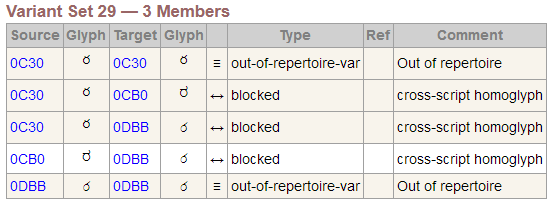 Variant Set 29 — 3 Members
Source Glyph Target Glyph Type Ref Comment
0C30 ర 0C30 ర ≡ out-of-repertoire-var Out of repertoire
0C30 ర 0CB0 ರ ↔ blocked cross-script homoglyph
0C30 ర 0DBB ර ↔ blocked cross-script homoglyph
0CB0 ರ 0DBB ර ↔ blocked cross-script homoglyph
0DBB ර 0DBB ර ≡ out-of-repertoire-var Out of repertoire